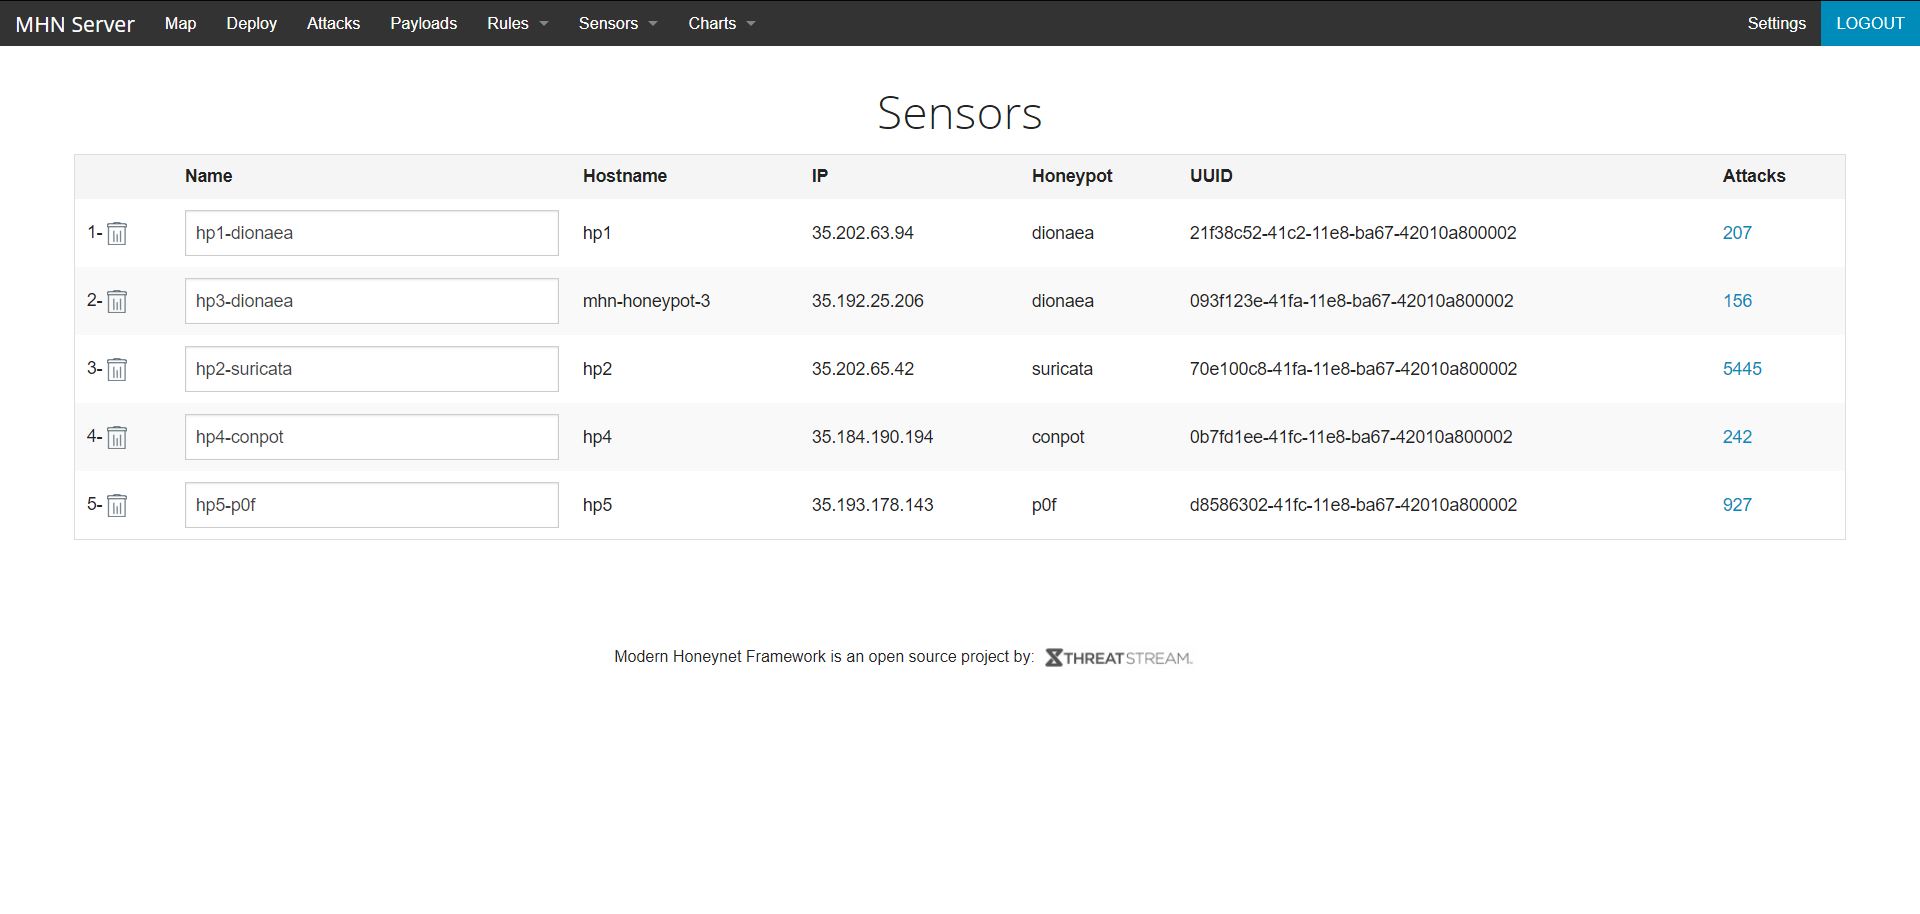 MHN Server Map Deploy Attacks Payloads Rules Sensors Charts Settings LOGOUT
Sensors
Name Hostname IP Honeypot UUID Attacks
1- hp1-dionaea hp1 35.202.63.94 dionaea 21f38c52-41c2-11e8-ba67-42010a800002 207
2- hp3-dionaea mhn-honeypot-3 35.192.25.206 dionaea 093f123e-41fa-11e8-ba67-42010a800002 156
3- hp2-suricata hp2 35.202.65.42 suricata 70e100c8-41fa-11e8-ba67-42010a800002 5445
4- hp4-conpot hp4 35.184.190.194 conpot 0b7fd1ee-41fc-11e8-ba67-42010a800002 242
5- hp5-p0f hp5 35.193.178.143 p0f d8586302-41fc-11e8-ba67-42010a800002 927
Modern Honeynet Framework is an open source project by: THREATSTREAM